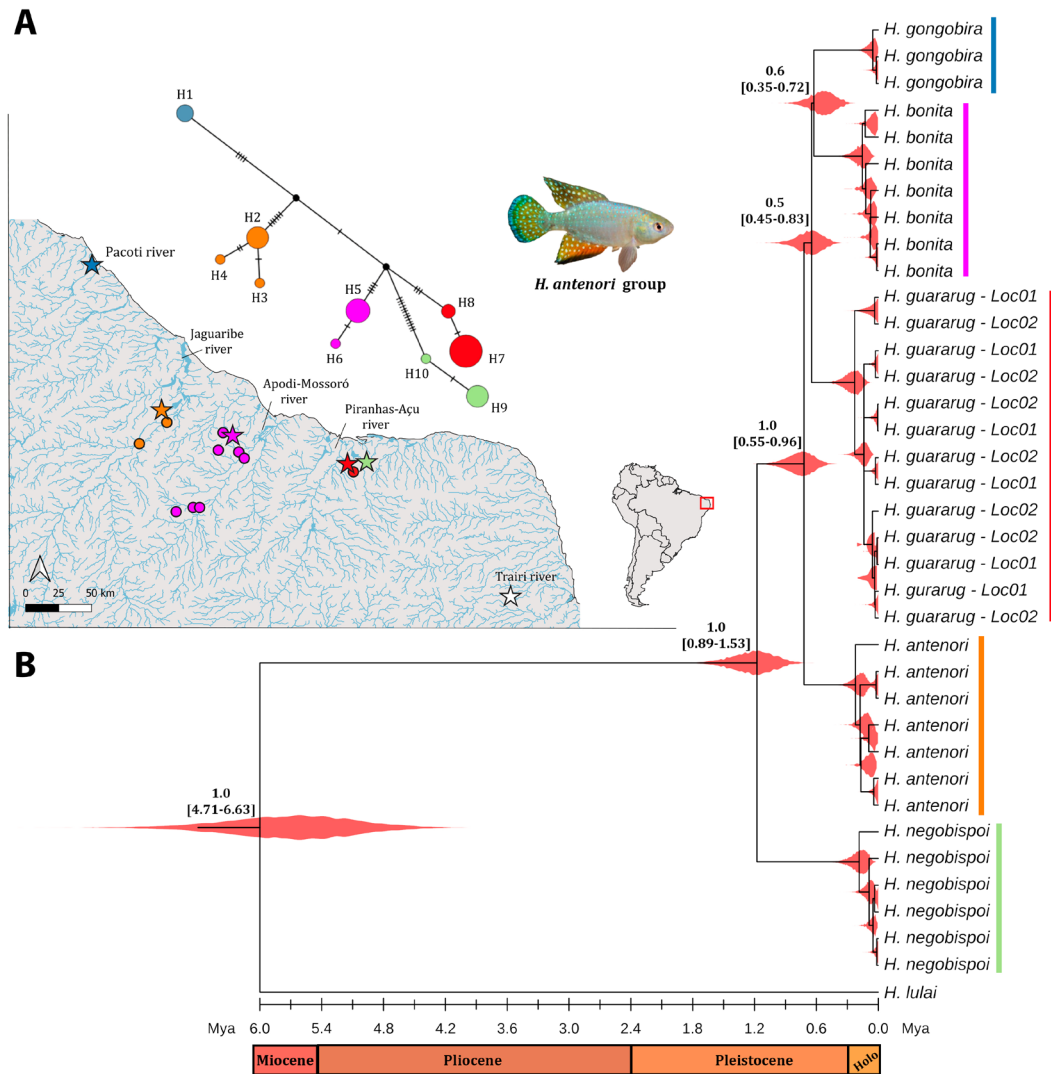 A
H1
H2
H4
H3
H5
H6
H8
H7
H10
H9
H. antenori group
Pacoti river
Jaguaribe
river
Apodi-Mossoró
river
Piranhas-Açu
river
Trairi river
0 25 50 km
B
0.6
[0.35-0.72]
0.5
[0.45-0.83]
1.0
[0.55-0.96]
1.0
[0.89-1.53]
1.0
[4.71-6.63]
H. gongobira
H. gongobira
H. gongobira
H. bonita
H. bonita
H. bonita
H. bonita
H. bonita
H. bonita
H. bonita
H. guararug - Loc01
H. guararug - Loc02
H. guararug - Loc01
H. guararug - Loc02
H. guararug - Loc02
H. guararug - Loc01
H. guararug - Loc02
H. guararug - Loc01
H. guararug - Loc02
H. guararug - Loc02
H. guararug - Loc01
H. gurarug - Loc01
H. guararug - Loc02
H. antenori
H. antenori
H. antenori
H. antenori
H. antenori
H. antenori
H. antenori
H. negobispoi
H. negobispoi
H. negobispoi
H. negobispoi
H. negobispoi
H. negobispoi
H. lulai
Mya 6.0 5.4 4.8 4.2 3.6 3.0 2.4 1.8 1.2 0.6 0.0 Mya
Miocene Pliocene Pleistocene Holo